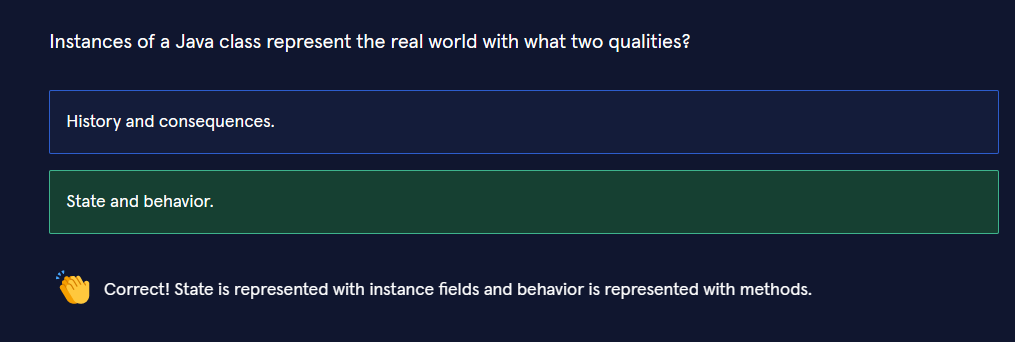 Instances of a Java class represent the real world with what two qualities?
History and consequences.
State and behavior.
Correct! State is represented with instance fields and behavior is represented with methods.